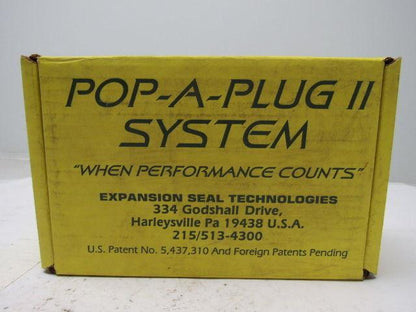 POP-A-PLUG II
SYSTEM
"WHEN PERFORMANCE COUNTS"
EXPANSION SEAL TECHNOLOGIES
334 Godshall Drive,
Harleysville Pa 19438 U.S.A.
215/513-4300
U.S. Patent No. 5,437,310 And Foreign Patents Pending